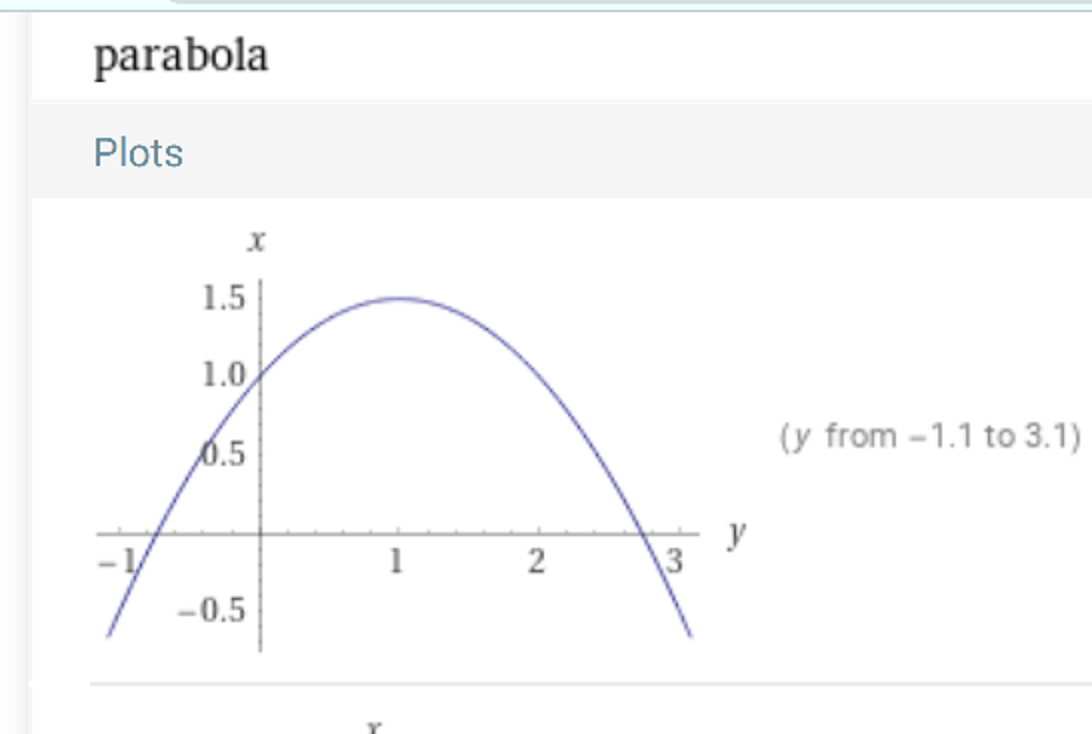 parabola
Plots
x
1.5
1.0
0.5
(y from −1.1 to 3.1)
y
−1 1 2 3
−0.5
x